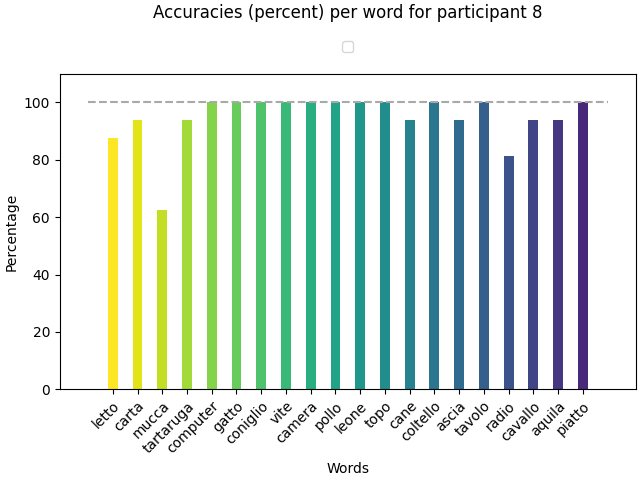 Accuracies (percent) per word for participant 8
Percentage
100
80
60
40
20
0
letto
carta
mucca
tartaruga
computer
gatto
coniglio
vite
camera
pollo
leone
topo
cane
coltello
ascia
tavolo
radio
cavallo
aquila
piatto
Words